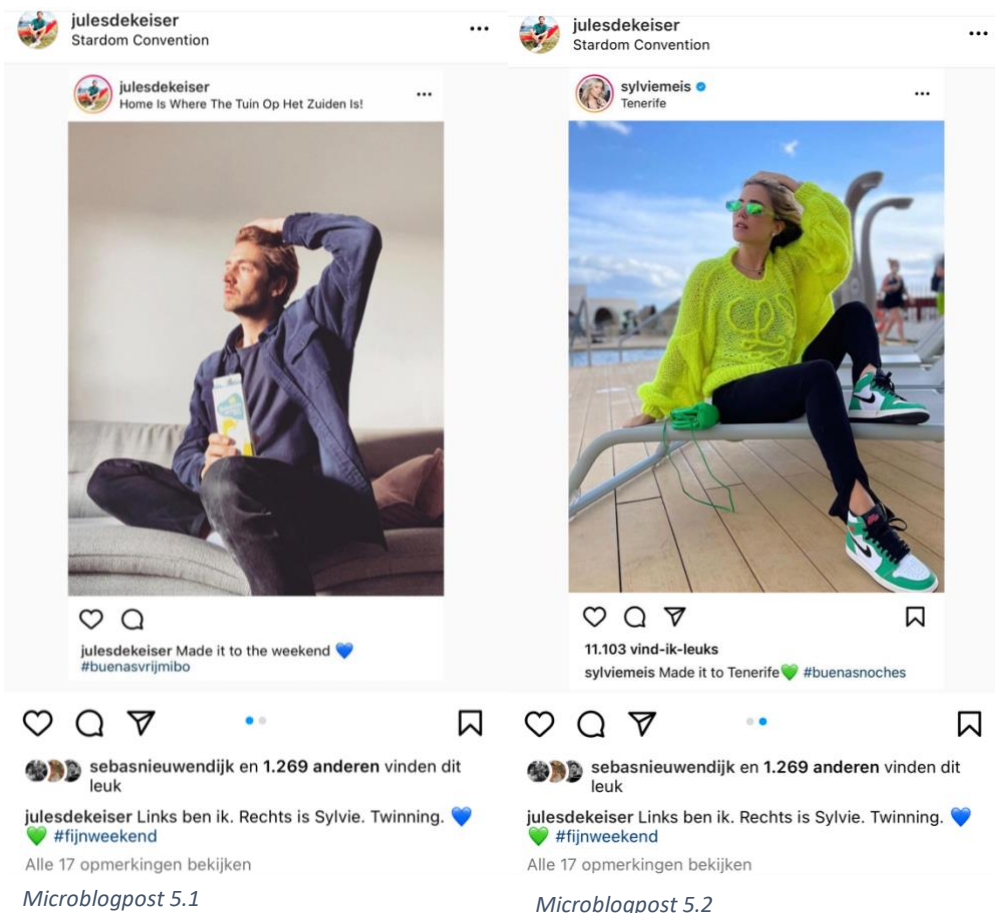 julesdekeiser
Stardom Convention
julesdekeiser
Home Is Where The Tuin Op Het Zuiden Is!
julesdekeiser Made it to the weekend 💙
#buenasvrijmibo
sebasnieuwendijk en 1.269 anderen vinden dit
leuk
julesdekeiser Links ben ik. Rechts is Sylvie. Twinning. 💙
💚 #fijnweekend
Alle 17 opmerkingen bekijken
Microblogpost 5.1
julesdekeiser
Stardom Convention
sylviemeis
Tenerife
11.103 vind-ik-leuks
sylviemeis Made it to Tenerife💚 #buenasnoches
sebasnieuwendijk en 1.269 anderen vinden dit
leuk
julesdekeiser Links ben ik. Rechts is Sylvie. Twinning. 💙
💚 #fijnweekend
Alle 17 opmerkingen bekijken
Microblogpost 5.2